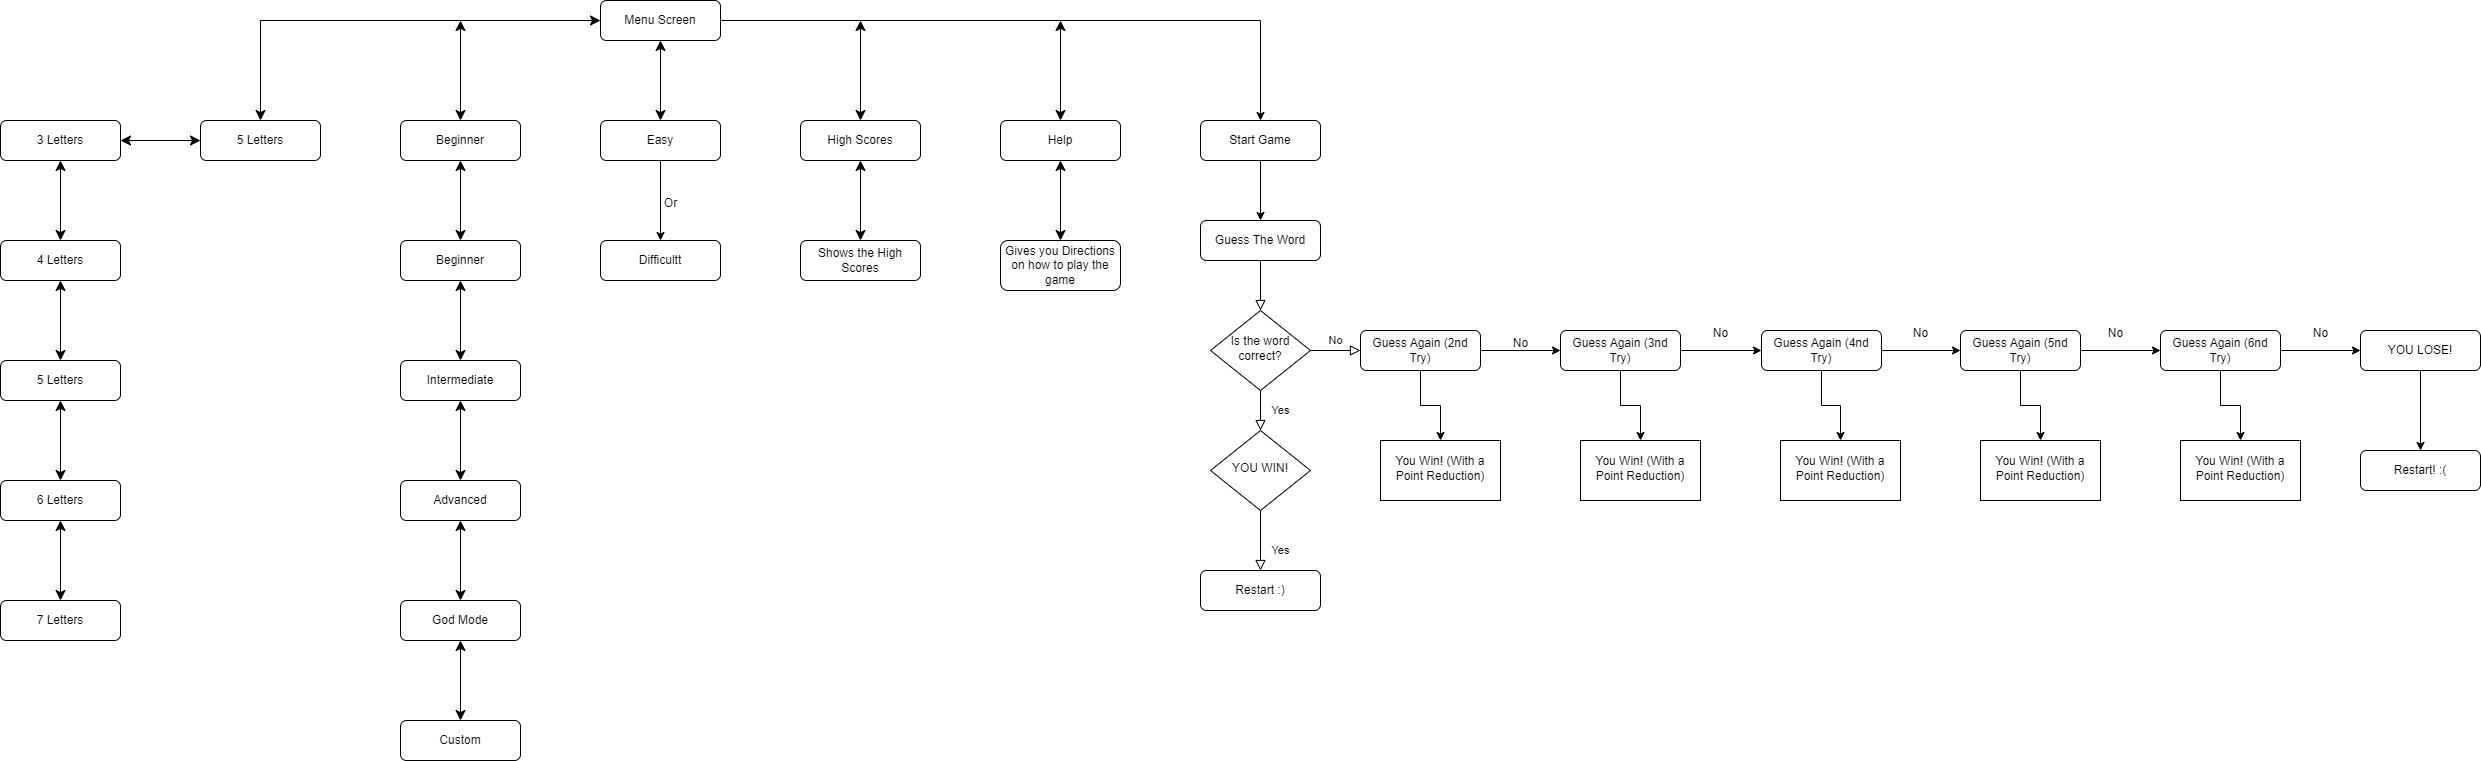 Menu Screen
3 Letters
5 Letters
Beginner
Easy
High Scores
Help
Start Game
Or
4 Letters
Beginner
Difficultt
Shows the High
Scores
Gives you Directions
on how to play the
game
Guess The Word
Is the word
correct?
No
Guess Again (2nd
Try)
No
Guess Again (3nd
Try)
No
Guess Again (4nd
Try)
No
Guess Again (5nd
Try)
No
Guess Again (6nd
Try)
No
YOU LOSE!
5 Letters
Intermediate
Yes
YOU WIN!
You Win! (With a
Point Reduction)
You Win! (With a
Point Reduction)
You Win! (With a
Point Reduction)
You Win! (With a
Point Reduction)
You Win! (With a
Point Reduction)
Restart! :(
6 Letters
Advanced
Yes
Restart :)
7 Letters
God Mode
Custom